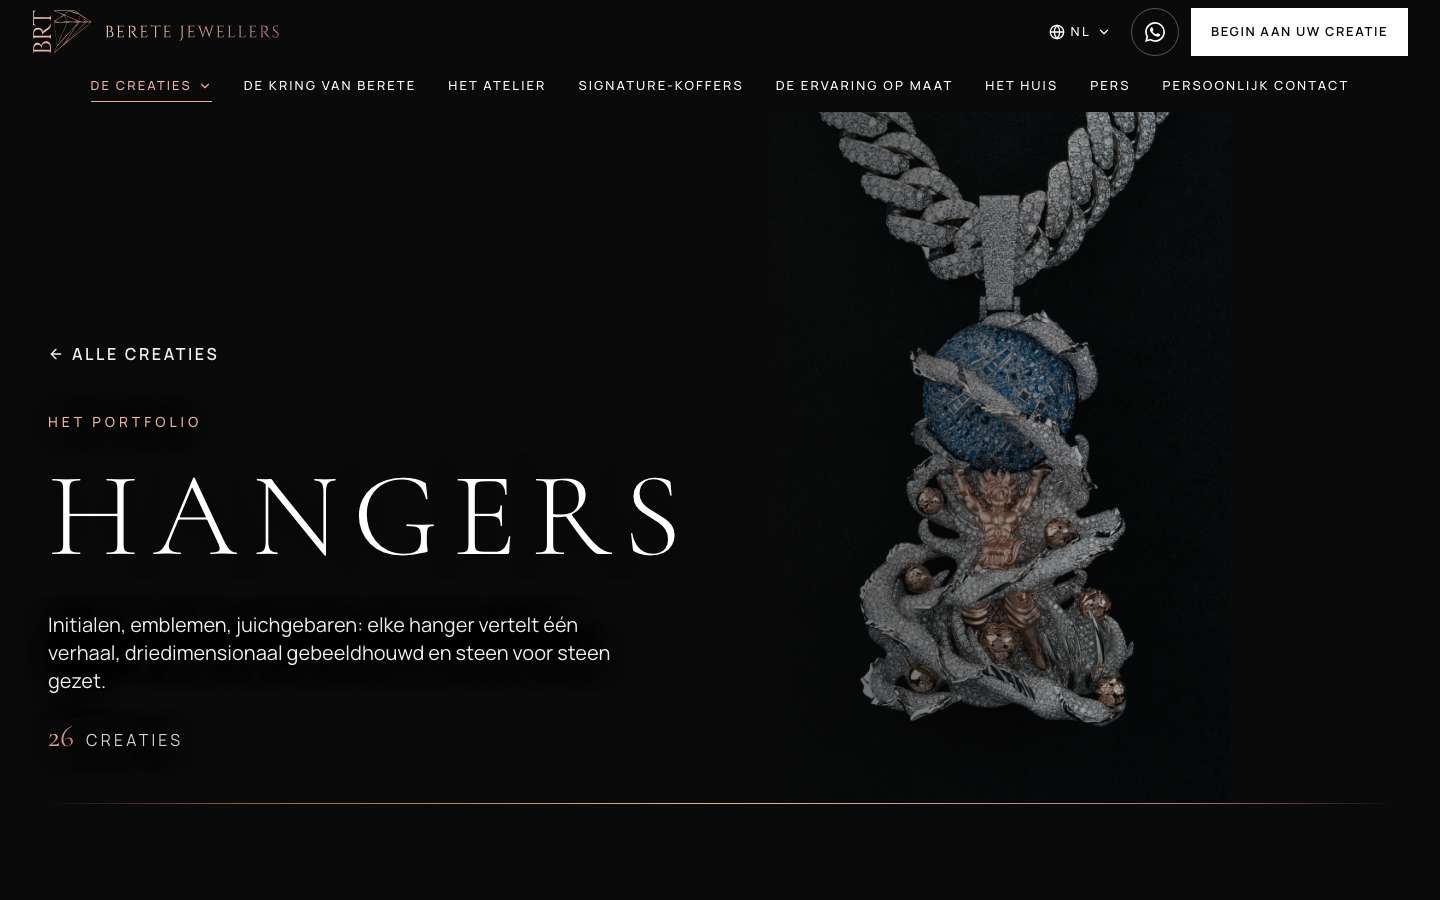 BRT BERETE JEWELLERS
NL
BEGIN AAN UW CREATIE
DE CREATIES
DE KRING VAN BERETE
HET ATELIER
SIGNATURE-KOFFERS
DE ERVARING OP MAAT
HET HUIS
PERS
PERSOONLIJK CONTACT
ALLE CREATIES
HET PORTFOLIO
HANGERS
Initialen, emblemen, juichgebaren: elke hanger vertelt één
verhaal, driedimensionaal gebeeldhouwd en steen voor steen
gezet.
26 CREATIES